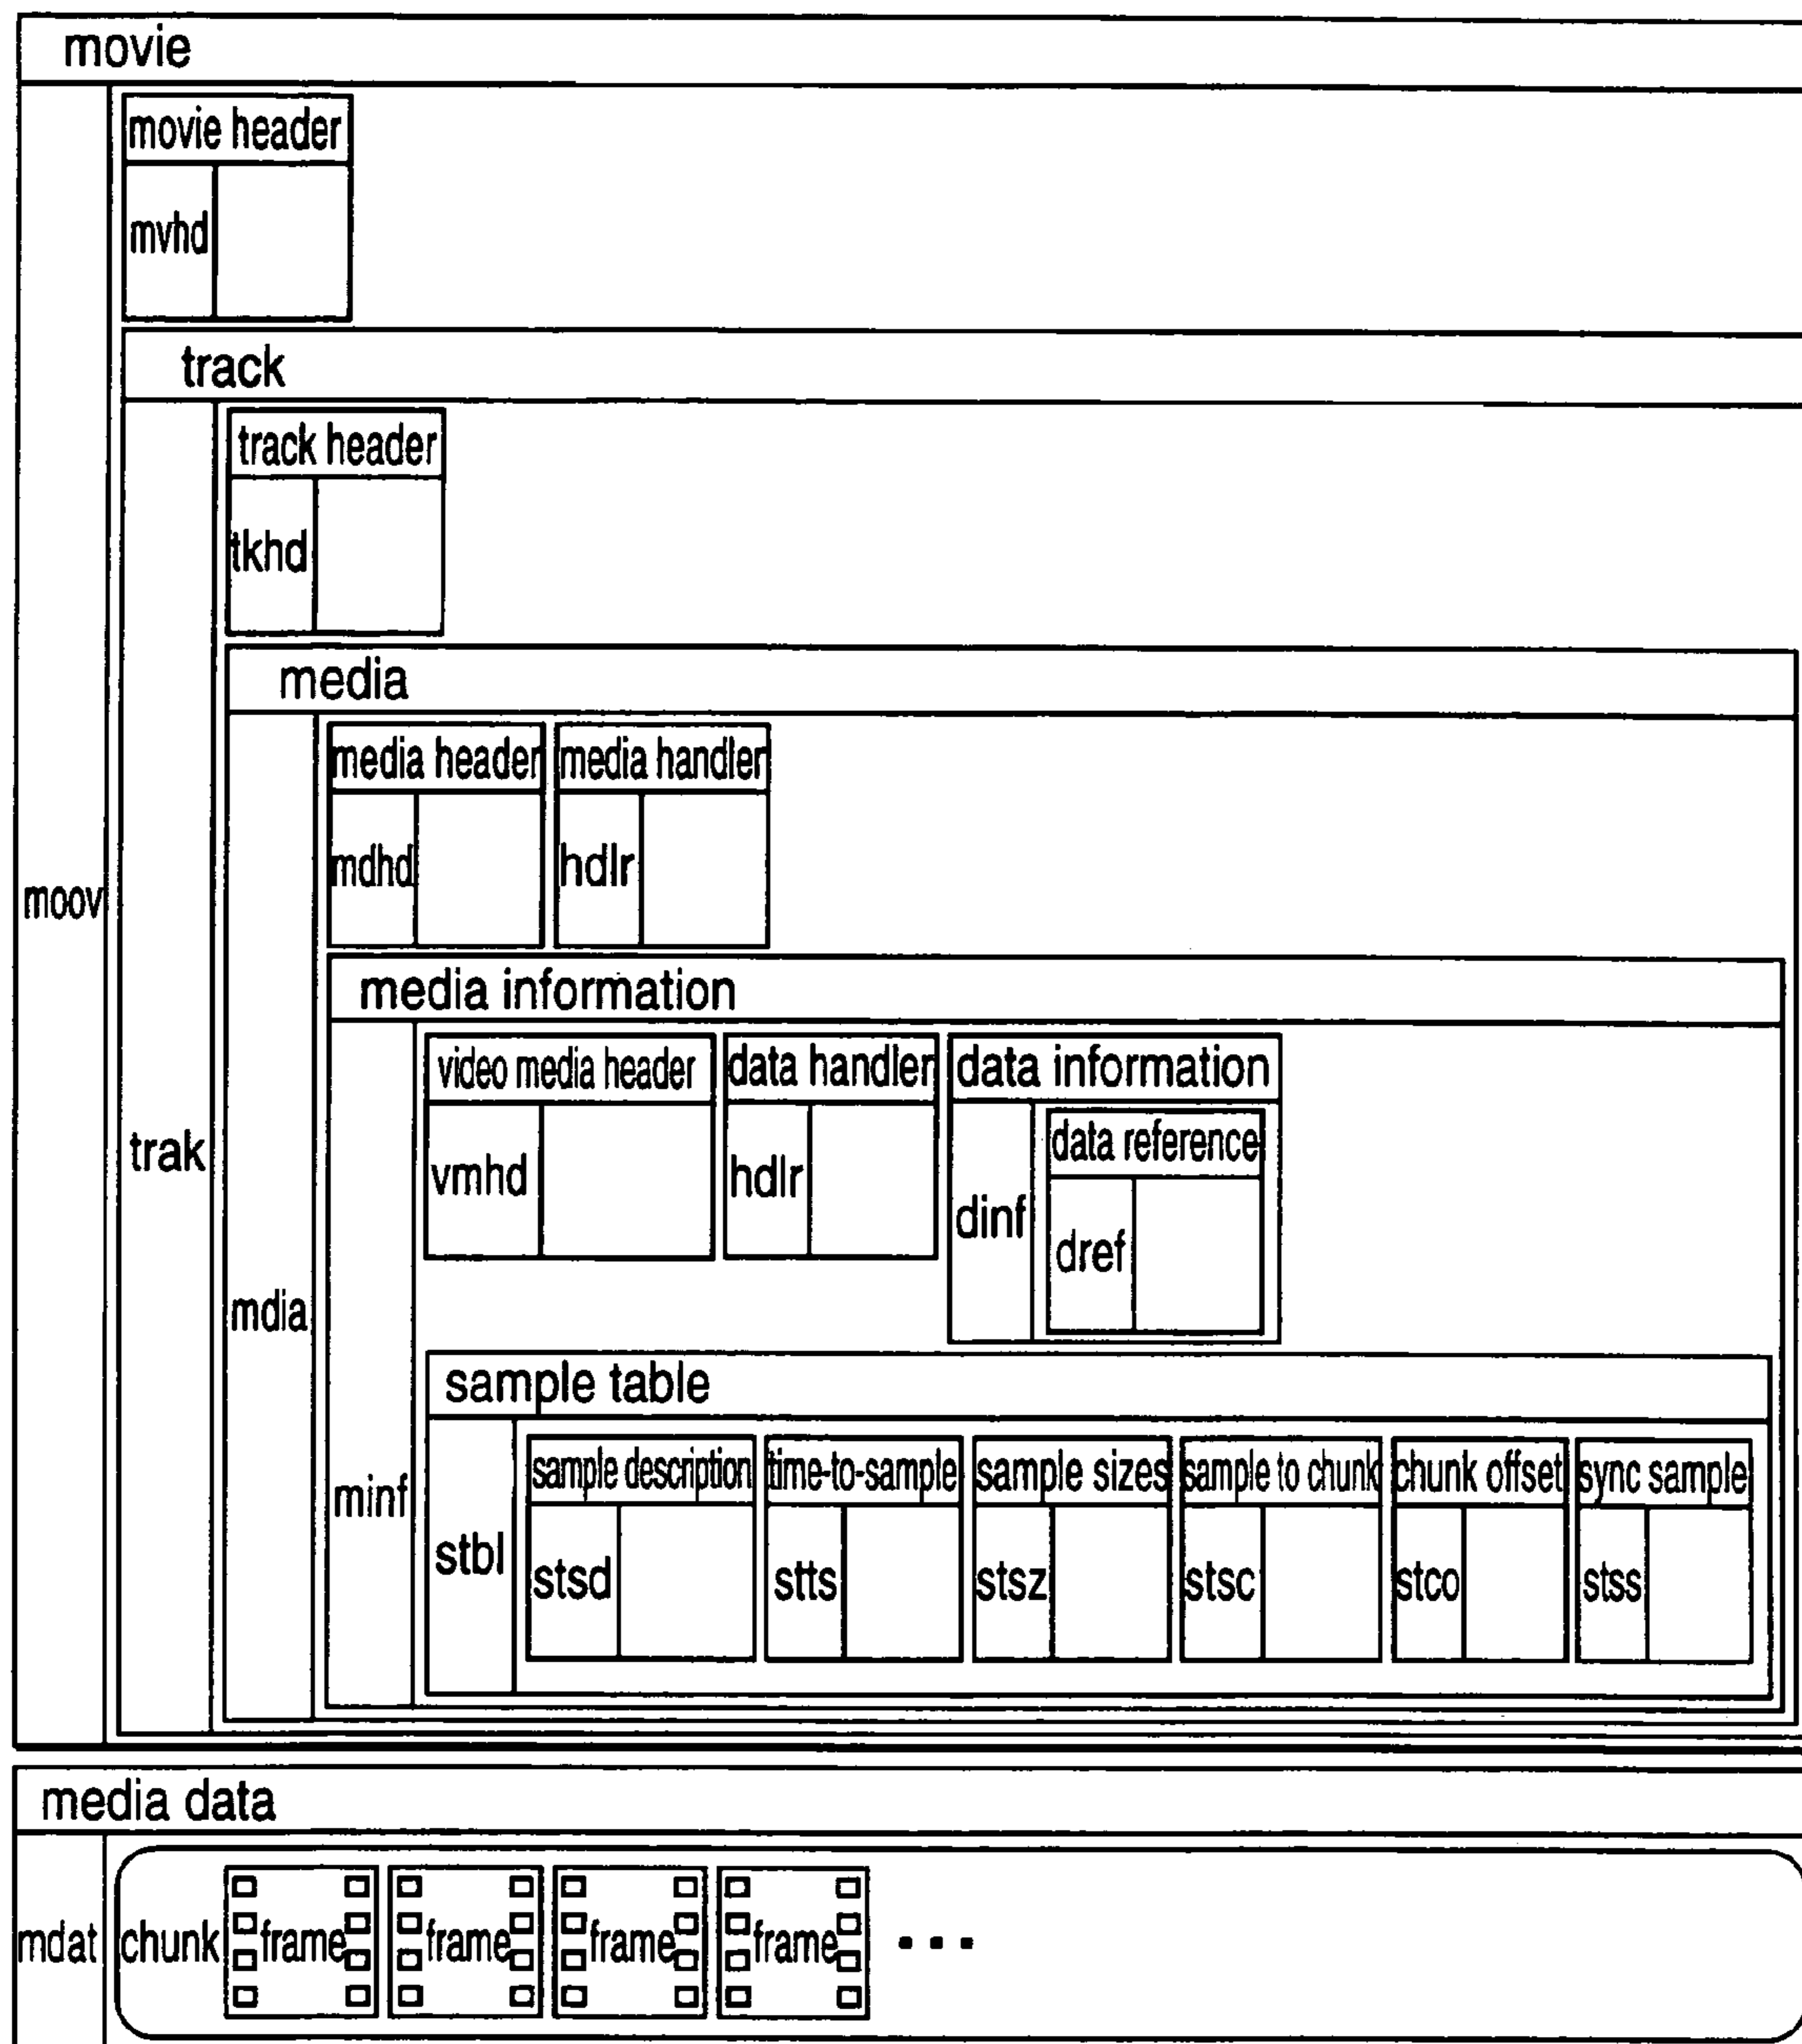 movie
movie header
mvhd
track
track header
tkhd
media
media header media handler
mdhd hdlr
moov
media information
video media header data handler data information
data reference
vmhd hdlr
trak
dinf
dref
mdia
sample table
sample description time-to-sample sample sizes sample to chunk chunk offset sync sample
minf
stbl
stsd stts stsz stsc stco stss
media data
mdat chunk frame frame frame frame ...